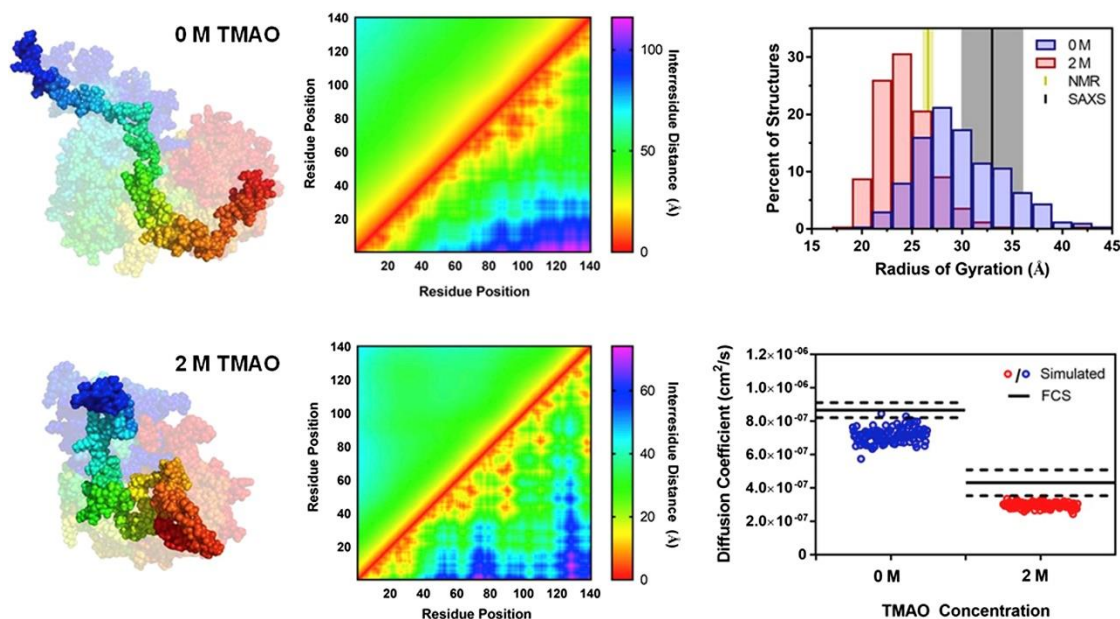 0 M TMAO
Residue Position
140
120
100
80
60
40
20
20 40 60 80 100 120 140
Residue Position
100
50
0
Interresidue Distance (Å)
Percent of Structures
30
20
10
0
15 20 25 30 35 40 45
Radius of Gyration (Å)
0 M
2 M
NMR
SAXS
2 M TMAO
Residue Position
140
120
100
80
60
40
20
20 40 60 80 100 120 140
Residue Position
60
40
20
0
Interresidue Distance (Å)
Diffusion Coefficient (cm²/s)
1.2× 10⁻⁰⁶
1.0× 10⁻⁰⁶
8.0× 10⁻⁰⁷
6.0× 10⁻⁰⁷
4.0× 10⁻⁰⁷
2.0× 10⁻⁰⁷
0
/ Simulated
FCS
0 M 2 M
TMAO Concentration